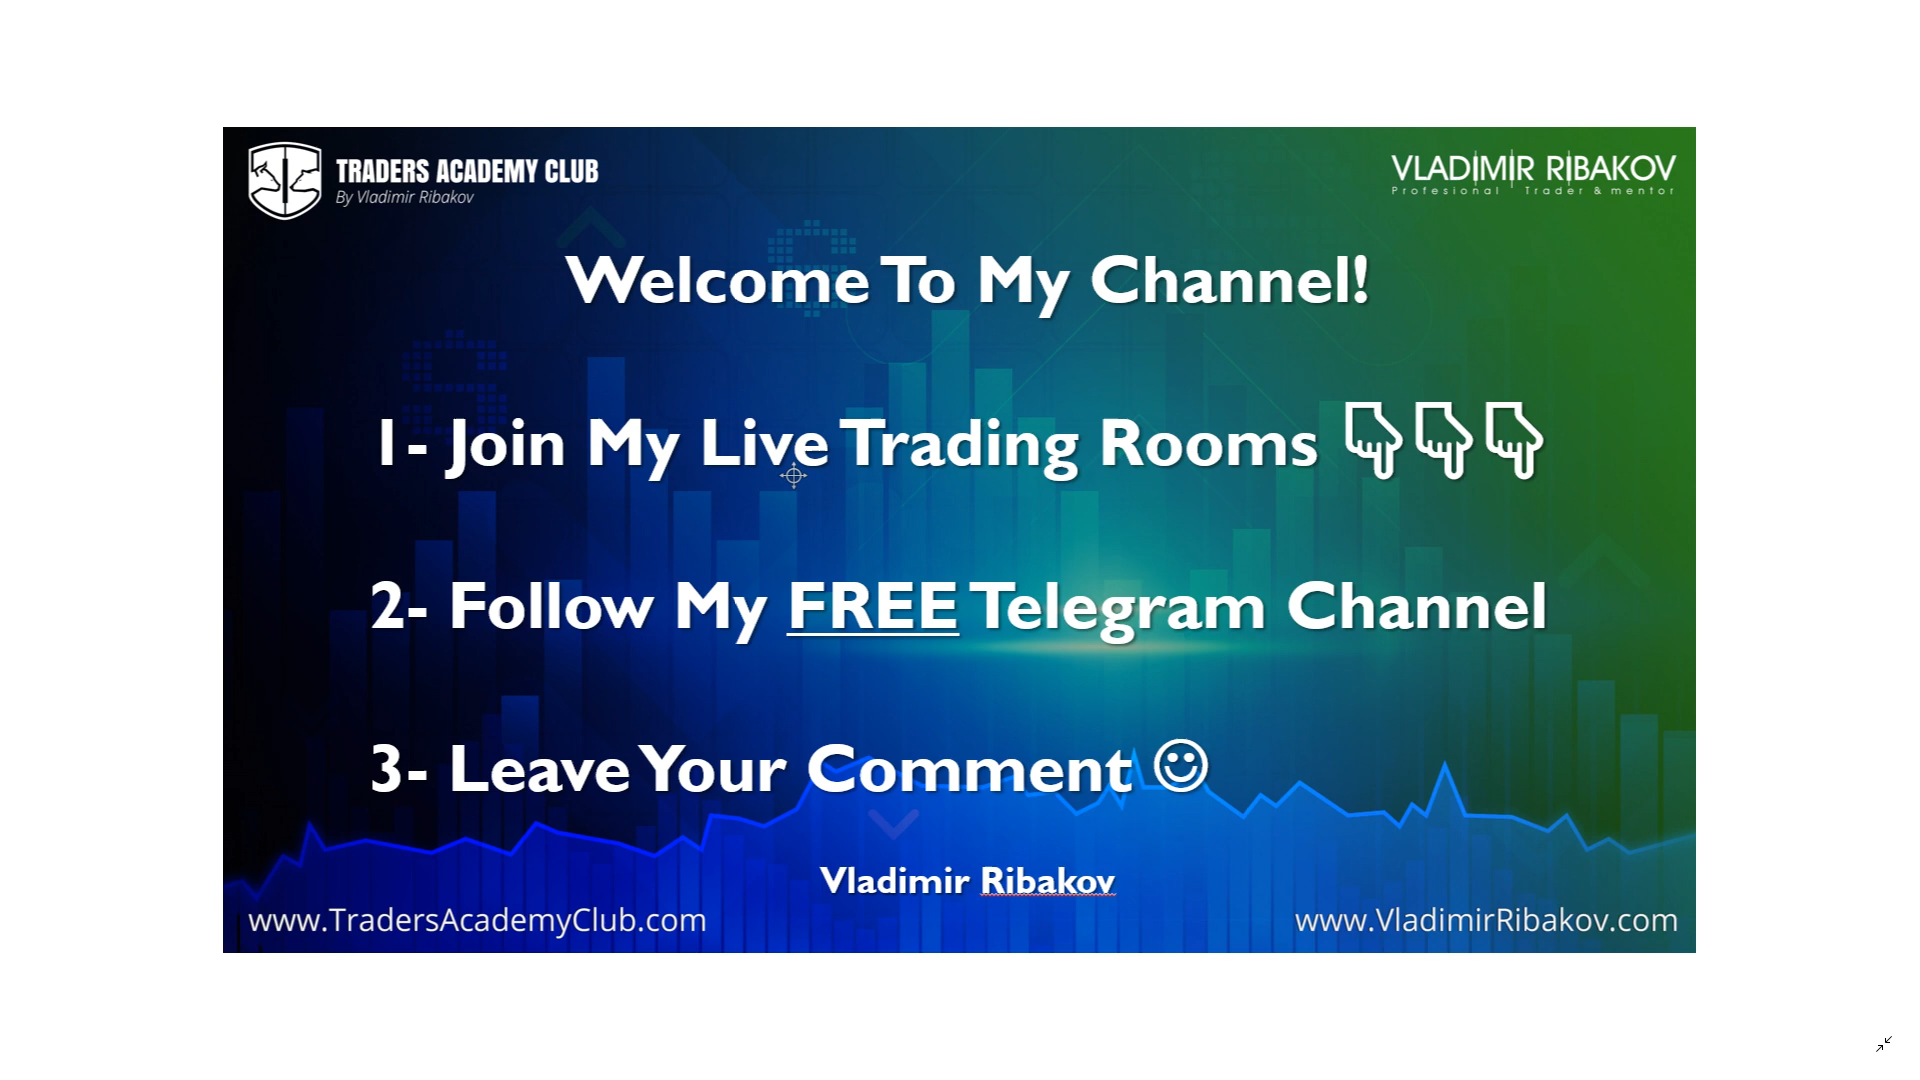 TRADERS ACADEMY CLUB
By Vladimir Ribakov
VLADIMIR RIBAKOV
Profesional Trader & mentor
Welcome To My Channel!
1- Join My Live Trading Rooms 👇👇👇
2- Follow My FREE Telegram Channel
3- Leave Your Comment ☺
Vladimir Ribakov
www.TradersAcademyClub.com
www.VladimirRibakov.com